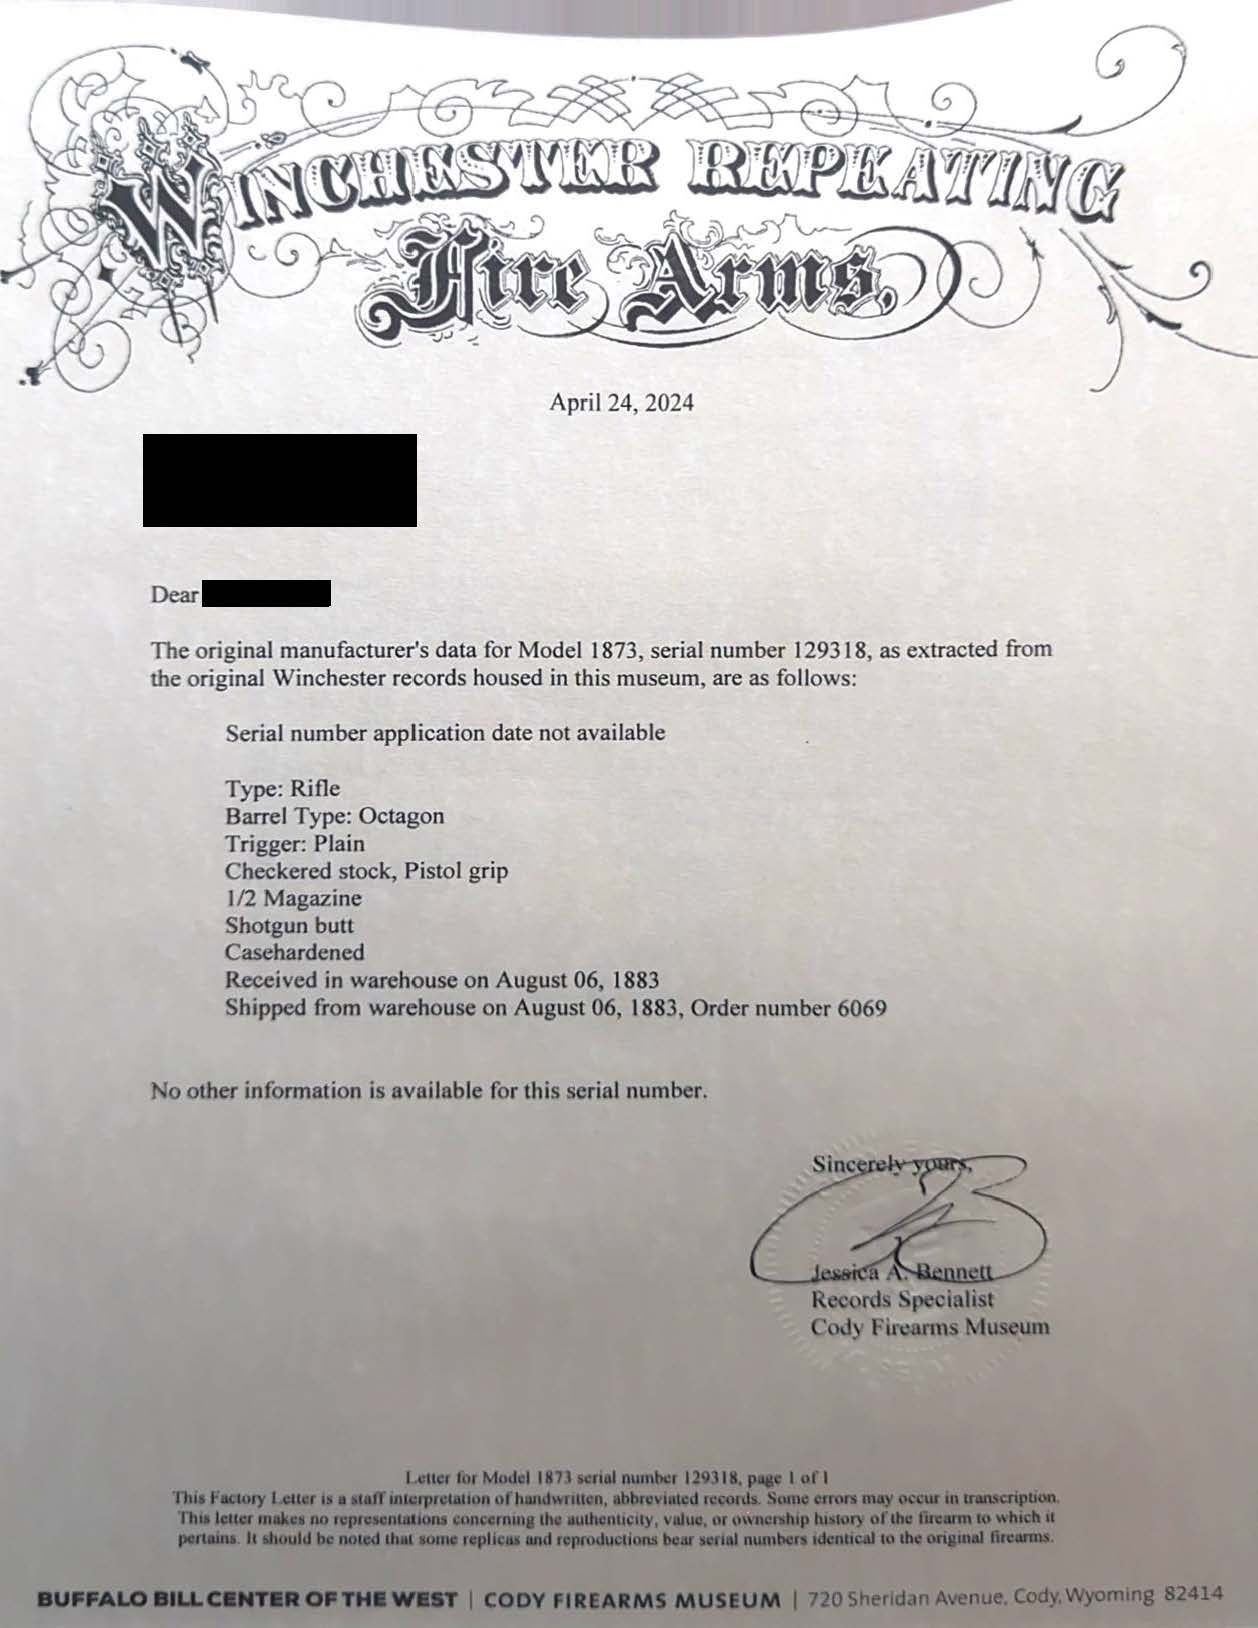 WINCHESTER REPEATING
Fire Arms,
April 24, 2024
Dear
The original manufacturer's data for Model 1873, serial number 129318, as extracted from
the original Winchester records housed in this museum, are as follows:
Serial number application date not available
Type: Rifle
Barrel Type: Octagon
Trigger: Plain
Checkered stock, Pistol grip
1/2 Magazine
Shotgun butt
Casehardened
Received in warehouse on August 06, 1883
Shipped from warehouse on August 06, 1883, Order number 6069
No other information is available for this serial number.
Sincerely yours,
Jessica A. Bennett
Records Specialist
Cody Firearms Museum
Letter for Model 1873 serial number 129318, page 1 of 1
This Factory Letter is a staff interpretation of handwritten, abbreviated records. Some errors may occur in transcription.
This letter makes no representations concerning the authenticity, value, or ownership history of the firearm to which it
pertains. It should be noted that some replicas and reproductions bear serial numbers identical to the original firearms.
BUFFALO BILL CENTER OF THE WEST | CODY FIREARMS MUSEUM | 720 Sheridan Avenue, Cody, Wyoming 82414